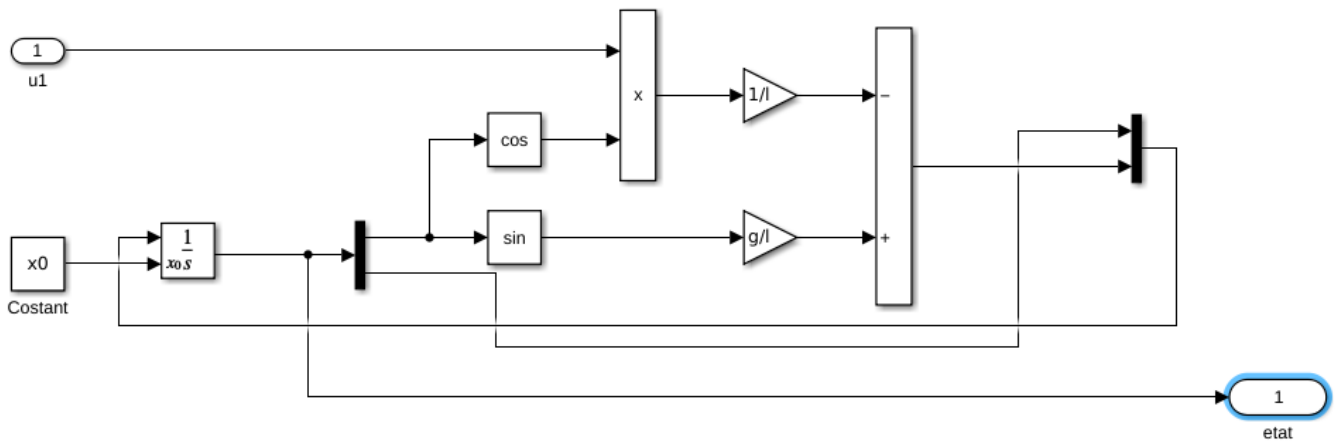 1
u1
x
1/l
−
cos
sin
g/l
+
x0
Costant
1
x₀ s
1
etat